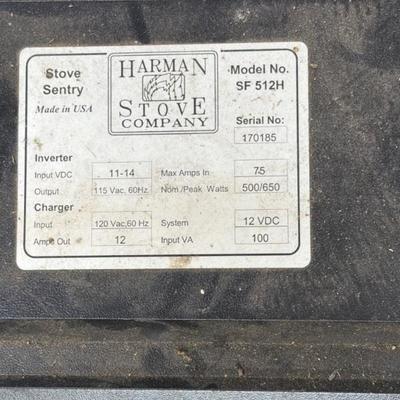 Stove Sentry
Made in USA
HARMAN
STOVE
COMPANY
Model No.
SF 512H
Serial No:
170185
Inverter
Input VDC 11-14 Max Amps In 75
Output 115 Vac, 60Hz Nom./Peak Watts 500/650
Charger
Input 120 Vac,60 Hz System 12 VDC
Amps Out 12 Input VA 100